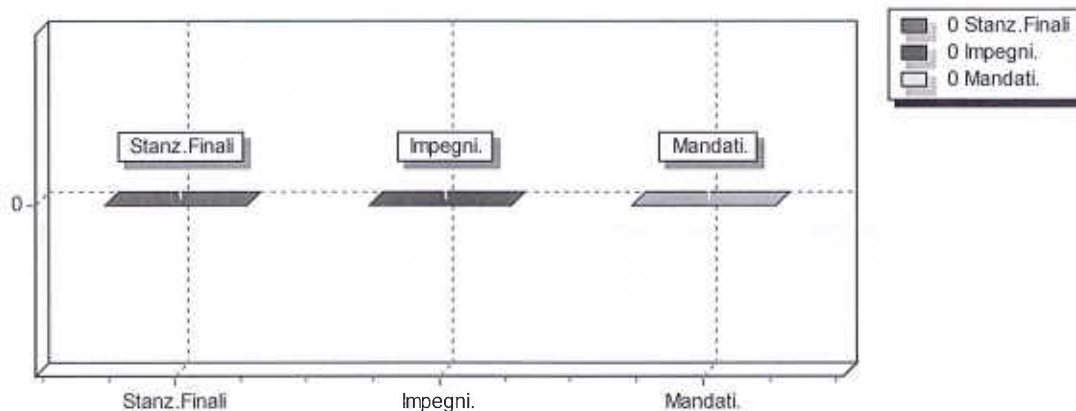 0 Stanz.Finali
0 Impegni.
0 Mandati.
Stanz.Finali
Impegni.
Mandati.
0
Stanz.Finali
Impegni.
Mandati.